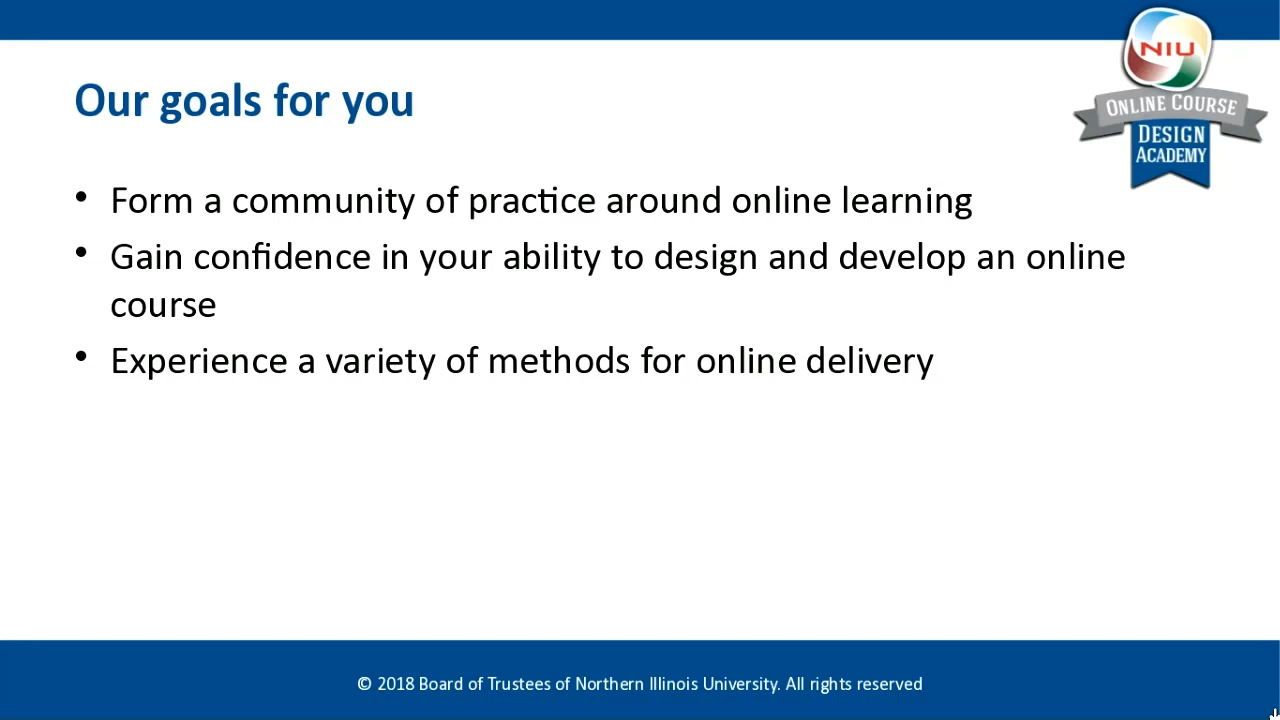 NIU
ONLINE COURSE
DESIGN
ACADEMY
Our goals for you
• Form a community of practice around online learning
• Gain confidence in your ability to design and develop an online
course
• Experience a variety of methods for online delivery
© 2018 Board of Trustees of Northern Illinois University. All rights reserved